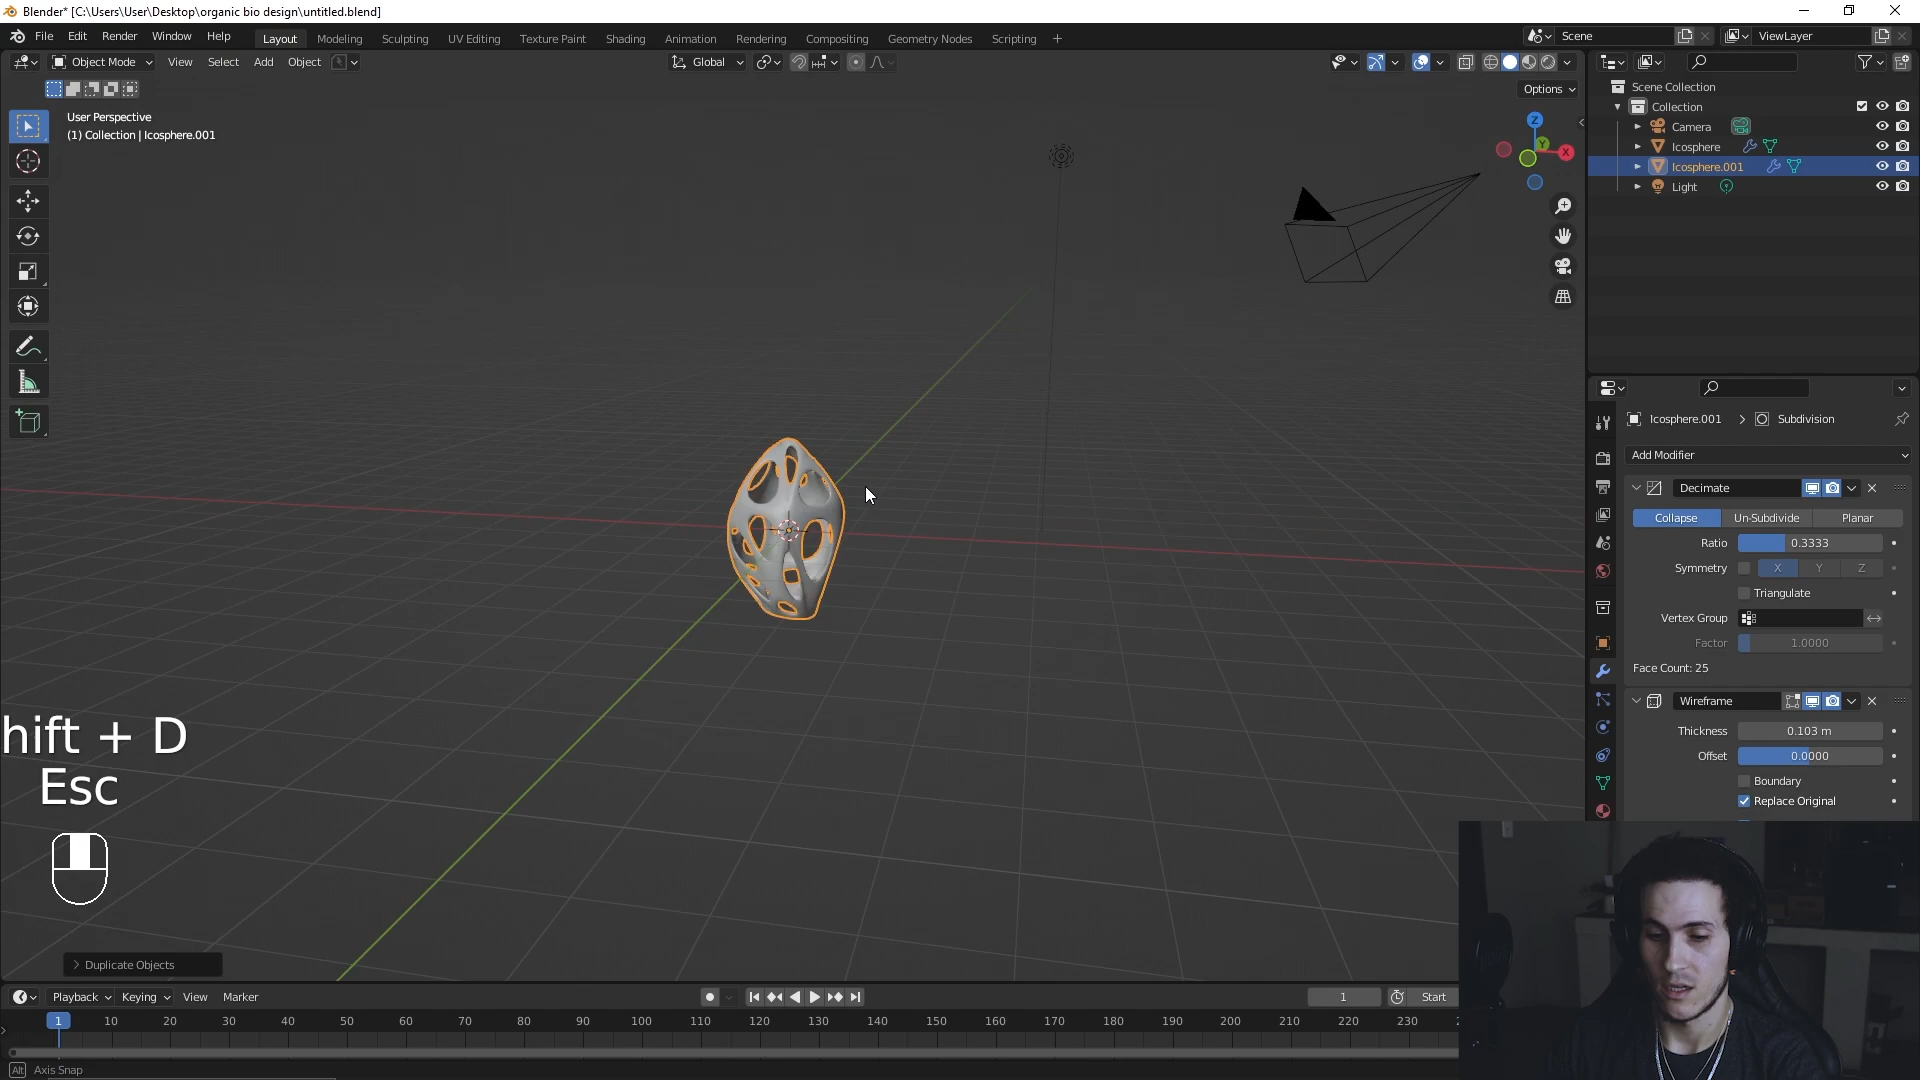 Blender* [C:\Users\User\Desktop\organic bio design\untitled.blend]
File Edit Render Window Help Layout Modeling Sculpting UV Editing Texture Paint Shading Animation Rendering Compositing Geometry Nodes Scripting + Scene ViewLayer
Object Mode View Select Add Object Global
Options
User Perspective
(1) Collection | Icosphere.001
Z
Y
X
Scene Collection
Collection
Camera
Icosphere
Icosphere.001
Light
Icosphere.001 > Subdivision
Add Modifier
Decimate
Collapse Un-Subdivide Planar
Ratio 0.3333
Symmetry X Y Z
Triangulate
Vertex Group
Factor 1.0000
Face Count: 25
Wireframe
Thickness 0.103 m
Offset 0.0000
Boundary
Replace Original
hift + D
Esc
> Duplicate Objects
Playback Keying View Marker 1 Start
1 10 20 30 40 50 60 70 80 90 100 110 120 130 140 150 160 170 180 190 200 210 220 230
Alt Axis Snap